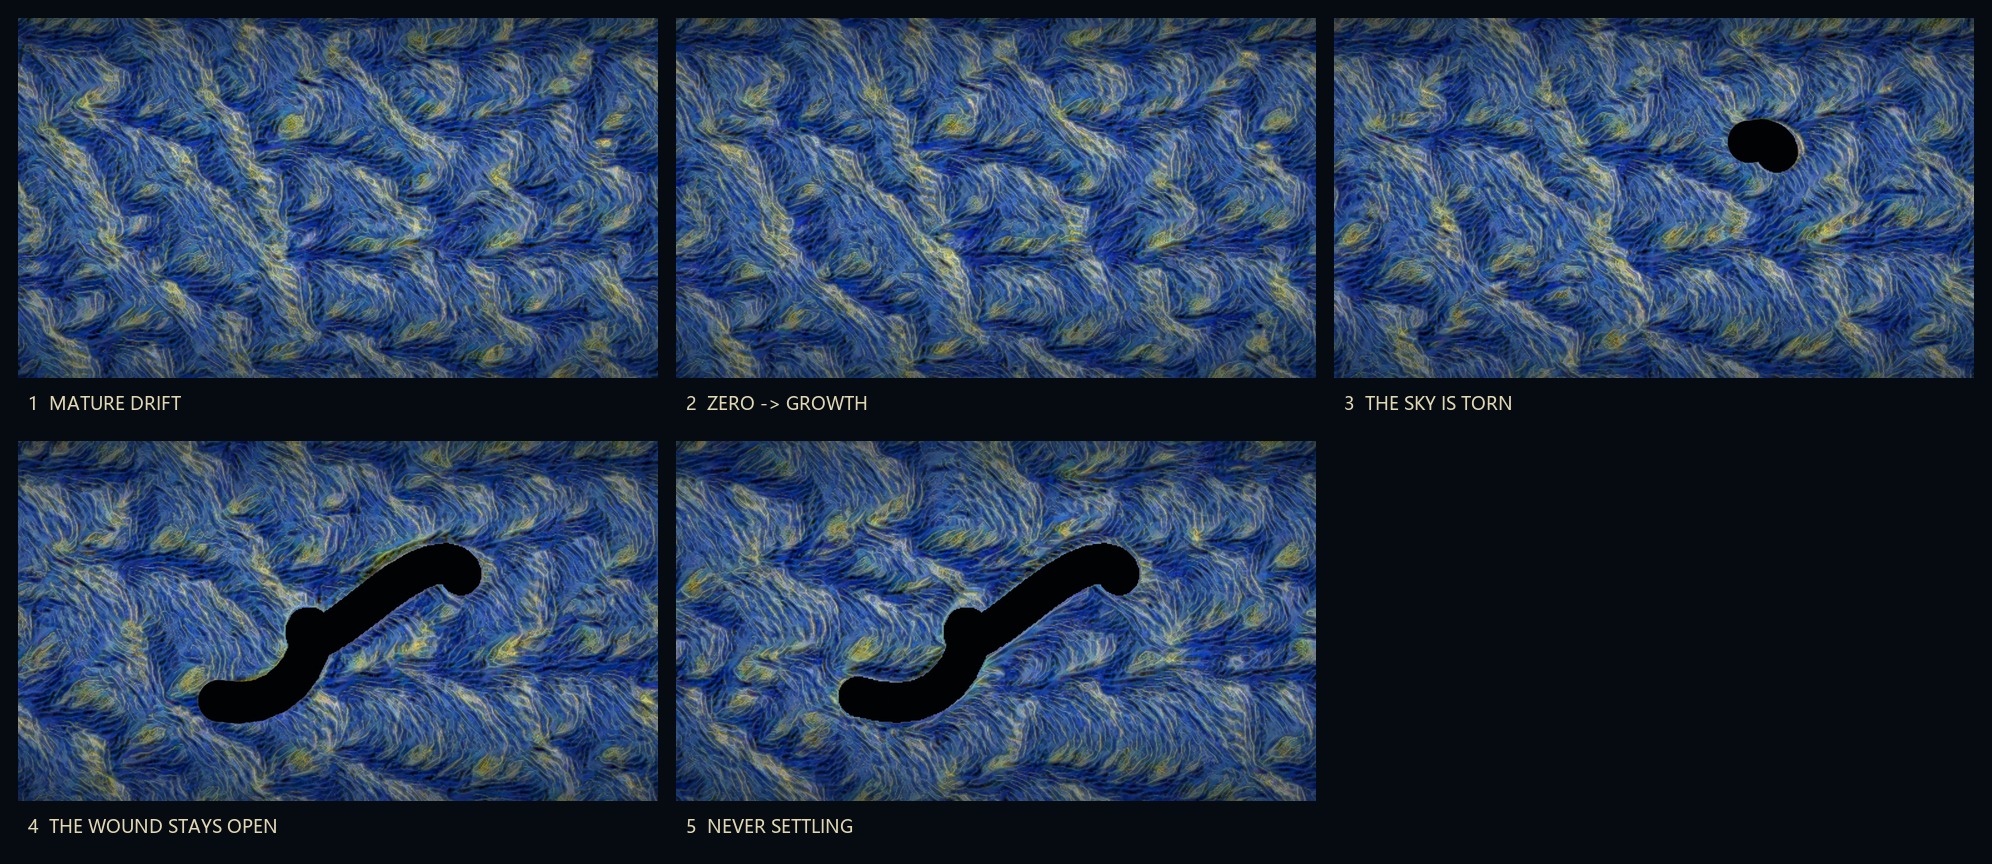 1 MATURE DRIFT
2 ZERO -> GROWTH
3 THE SKY IS TORN
4 THE WOUND STAYS OPEN
5 NEVER SETTLING